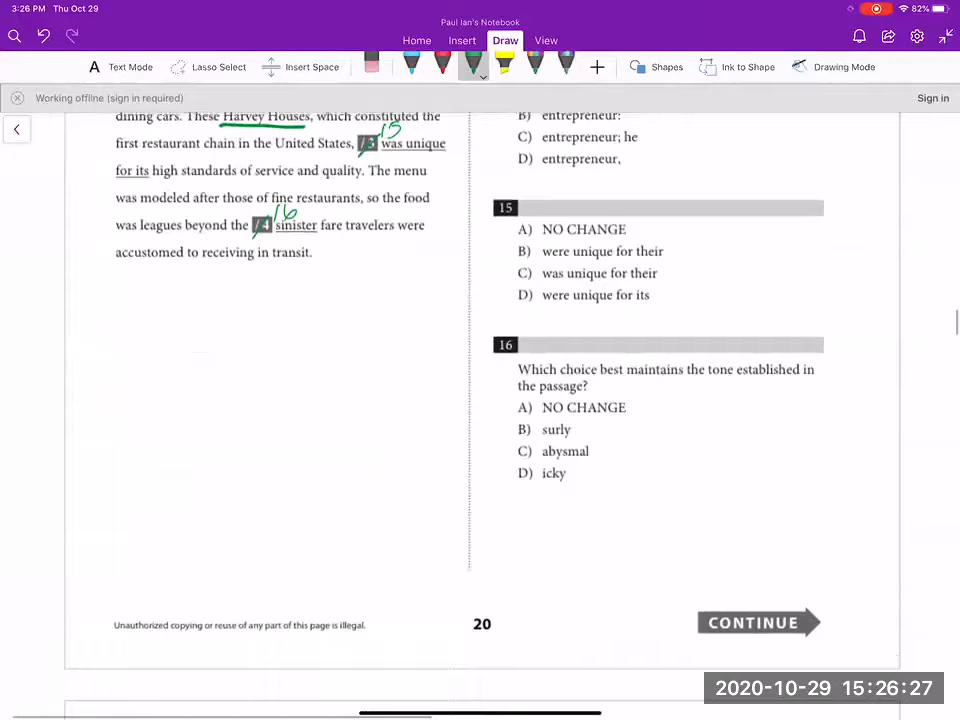 3:26 PM Thu Oct 29
82%
Paul Ian's Notebook
Home Insert Draw View
A Text Mode Lasso Select Insert Space Shapes Ink to Shape Drawing Mode
Working offline (sign in required) Sign in
dining cars. These Harvey Houses, which constituted the
first restaurant chain in the United States, 13 15 was unique
for its high standards of service and quality. The menu
was modeled after those of fine restaurants, so the food
was leagues beyond the 14 16 sinister fare travelers were
accustomed to receiving in transit.
B) entrepreneur:
C) entrepreneur; he
D) entrepreneur,
15
A) NO CHANGE
B) were unique for their
C) was unique for their
D) were unique for its
16
Which choice best maintains the tone established in
the passage?
A) NO CHANGE
B) surly
C) abysmal
D) icky
Unauthorized copying or reuse of any part of this page is illegal.
20
CONTINUE
2020-10-29 15:26:27